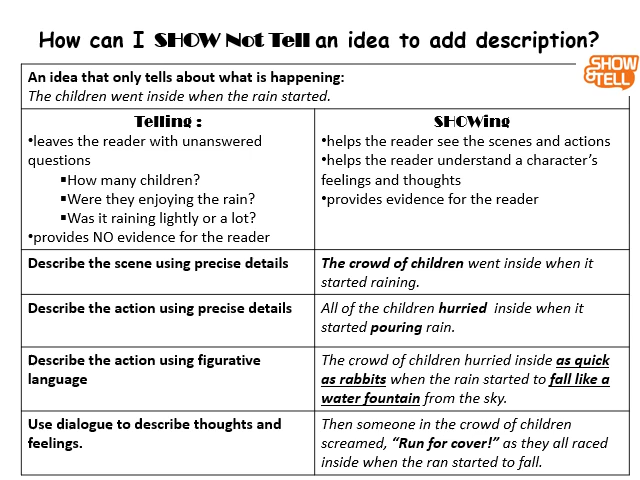 How can I SHOW Not Tell an idea to add description?
SHOW
&TELL
An idea that only tells about what is happening:
The children went inside when the rain started.
Telling :
•leaves the reader with unanswered
questions
▪How many children?
▪Were they enjoying the rain?
▪Was it raining lightly or a lot?
•provides NO evidence for the reader
SHOWing
•helps the reader see the scenes and actions
•helps the reader understand a character's
feelings and thoughts
•provides evidence for the reader
Describe the scene using precise details
The crowd of children went inside when it
started raining.
Describe the action using precise details
All of the children hurried inside when it
started pouring rain.
Describe the action using figurative
language
The crowd of children hurried inside as quick
as rabbits when the rain started to fall like a
water fountain from the sky.
Use dialogue to describe thoughts and
feelings.
Then someone in the crowd of children
screamed, “Run for cover!” as they all raced
inside when the ran started to fall.